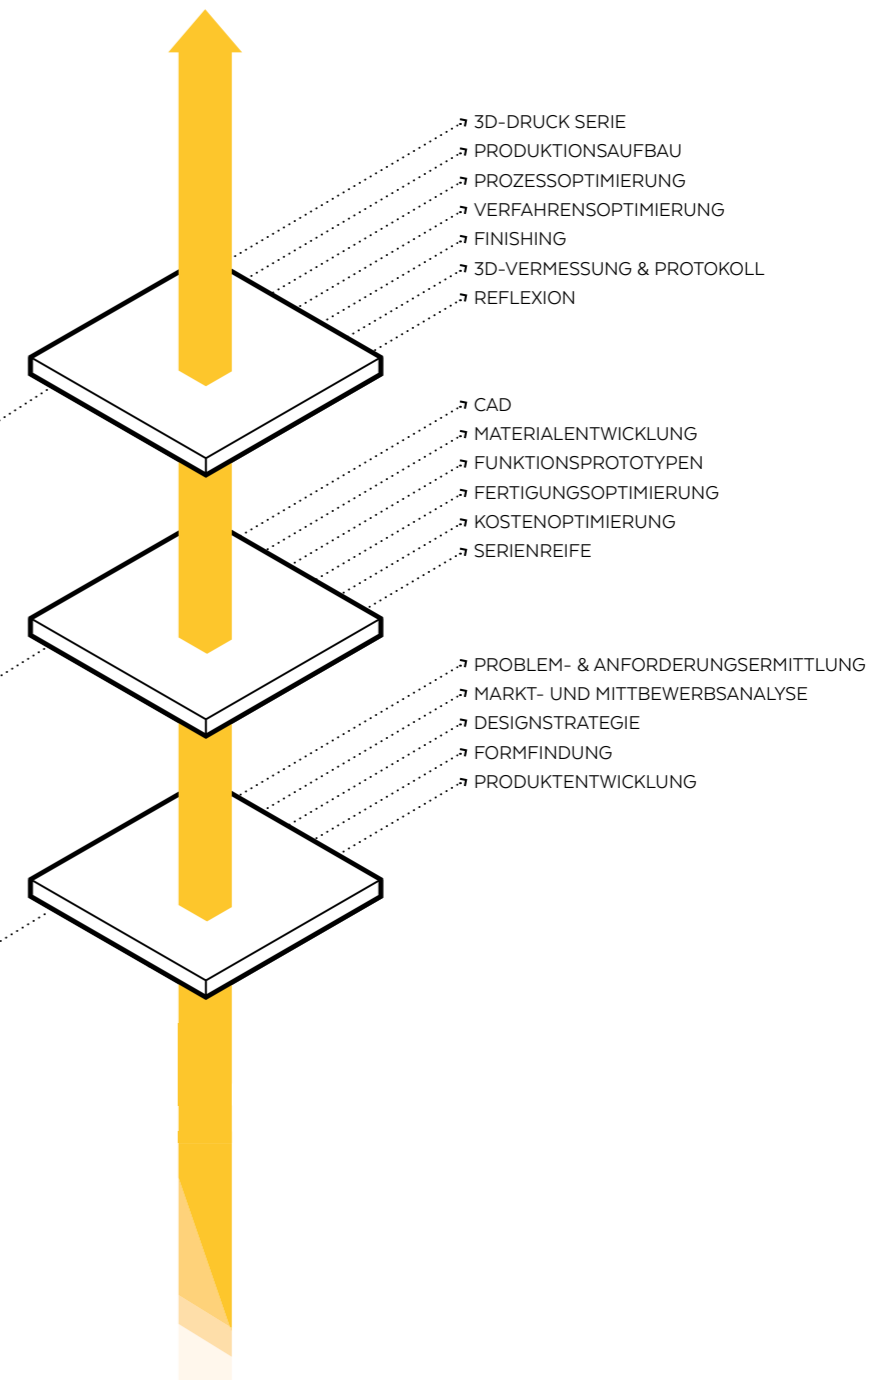 3D-DRUCK SERIE
PRODUKTIONSAUFBAU
PROZESSOPTIMIERUNG
VERFAHRENSOPTIMIERUNG
FINISHING
3D-VERMESSUNG & PROTOKOLL
REFLEXION
CAD
MATERIALENTWICKLUNG
FUNKTIONSPROTOTYPEN
FERTIGUNGSOPTIMIERUNG
KOSTENOPTIMIERUNG
SERIENREIFE
PROBLEM- & ANFORDERUNGSERMITTLUNG
MARKT- UND MITTBEWERBSANALYSE
DESIGNSTRATEGIE
FORMFINDUNG
PRODUKTENTWICKLUNG